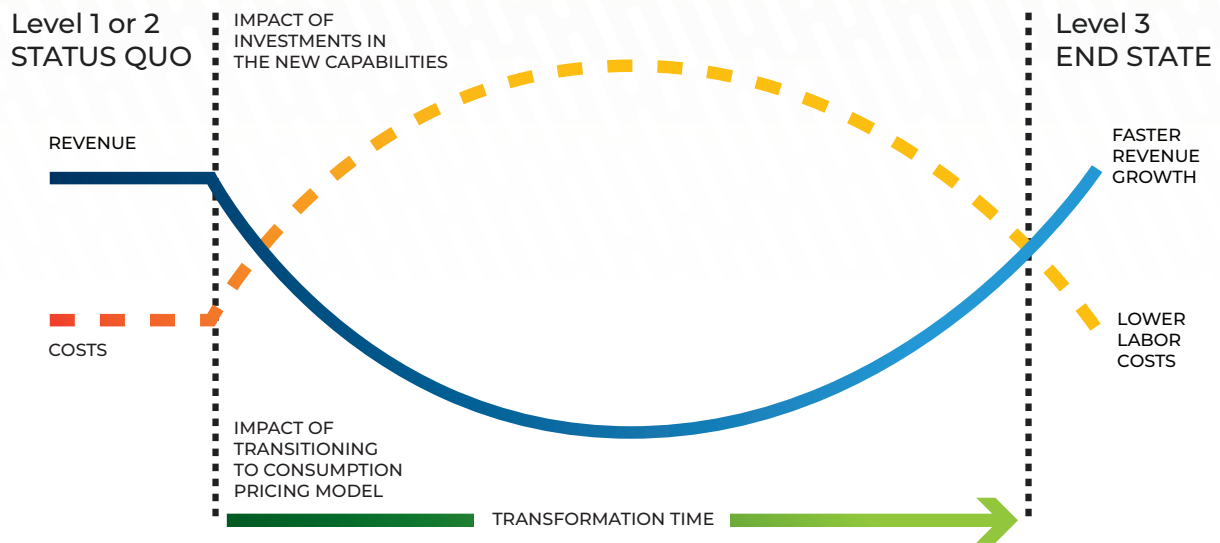 Level 1 or 2
STATUS QUO
IMPACT OF
INVESTMENTS IN
THE NEW CAPABILITIES
Level 3
END STATE
REVENUE
FASTER
REVENUE
GROWTH
COSTS
LOWER
LABOR
COSTS
IMPACT OF
TRANSITIONING
TO CONSUMPTION
PRICING MODEL
TRANSFORMATION TIME